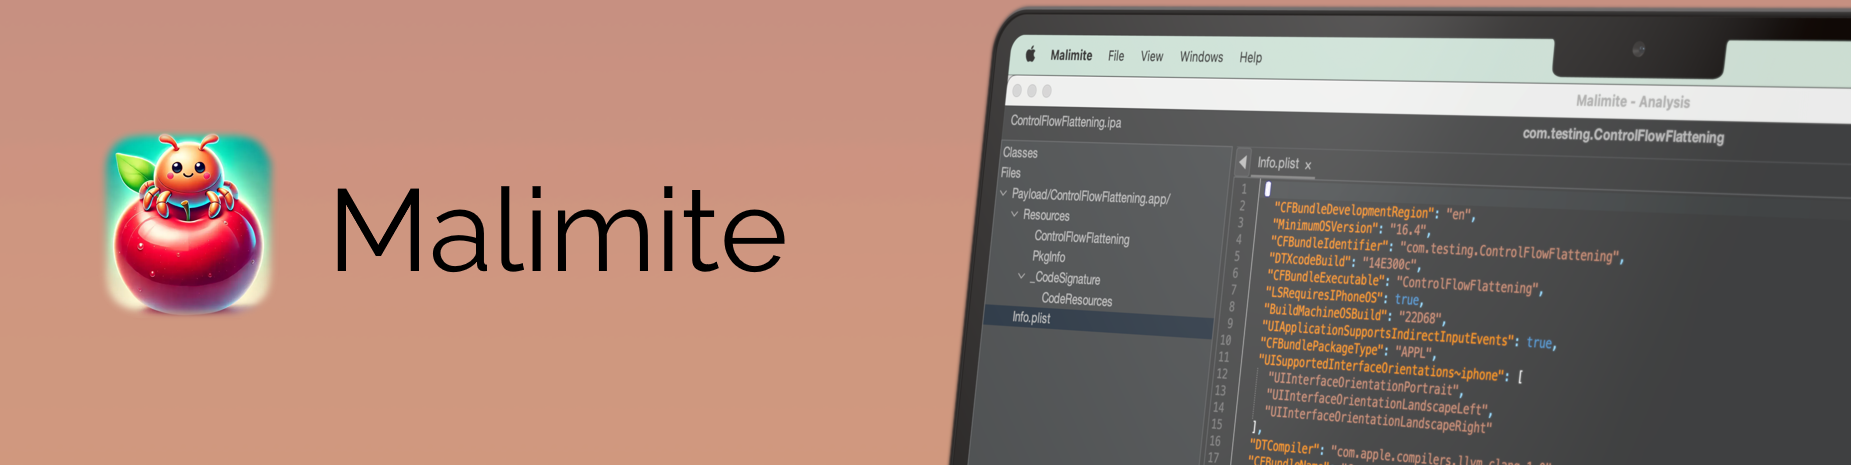 Malimite
Malimite File View Windows Help
Malimite - Analysis
ControlFlowFlattening.ipa
com.testing.ControlFlowFlattening
Classes
Files
Payload/ControlFlowFlattening.app/
Resources
ControlFlowFlattening
PkgInfo
_CodeSignature
CodeResources
Info.plist
Info.plist x
1
2 "CFBundleDevelopmentRegion": "en",
3 "MinimumOSVersion": "16.4",
4 "CFBundleIdentifier": "com.testing.ControlFlowFlattening",
5 "DTXcodeBuild": "14E300c",
6 "CFBundleExecutable": "ControlFlowFlattening",
7 "LSRequiresIPhoneOS": true,
8 "BuildMachineOSBuild": "22D68",
9 "UIApplicationSupportsIndirectInputEvents": true,
10 "CFBundlePackageType": "APPL",
11 "UISupportedInterfaceOrientations~iphone": [
12 "UIInterfaceOrientationPortrait",
13 "UIInterfaceOrientationLandscapeLeft",
14 "UIInterfaceOrientationLandscapeRight"
15 ],
16 "DTCompiler": "com.apple.compilers.llvm.clang.1_0"
17 "CFBundleName":